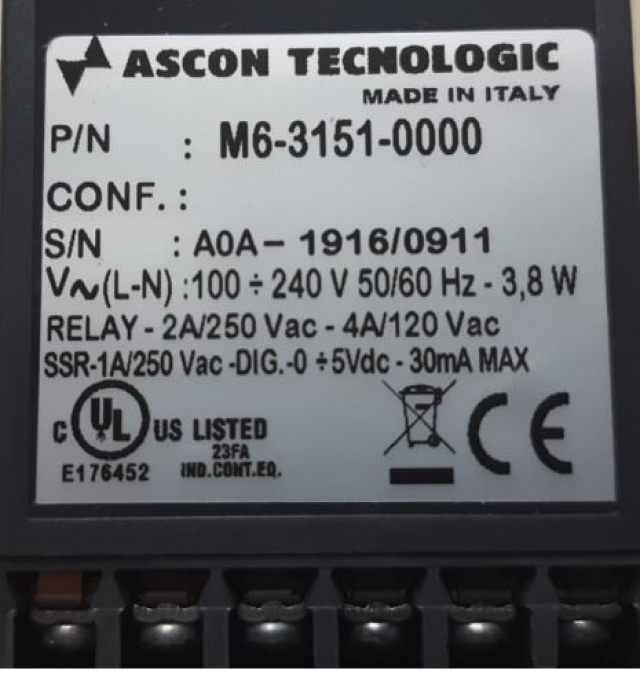 ASCON TECNOLOGIC
MADE IN ITALY
P/N : M6-3151-0000
CONF. :
S/N : A0A- 1916/0911
V~(L-N) :100 ÷ 240 V 50/60 Hz - 3,8 W
RELAY - 2A/250 Vac - 4A/120 Vac
SSR-1A/250 Vac -DIG.-0 ÷5Vdc - 30mA MAX
C UL US LISTED
23FA
E176452 IND.CONT.EQ.
CE